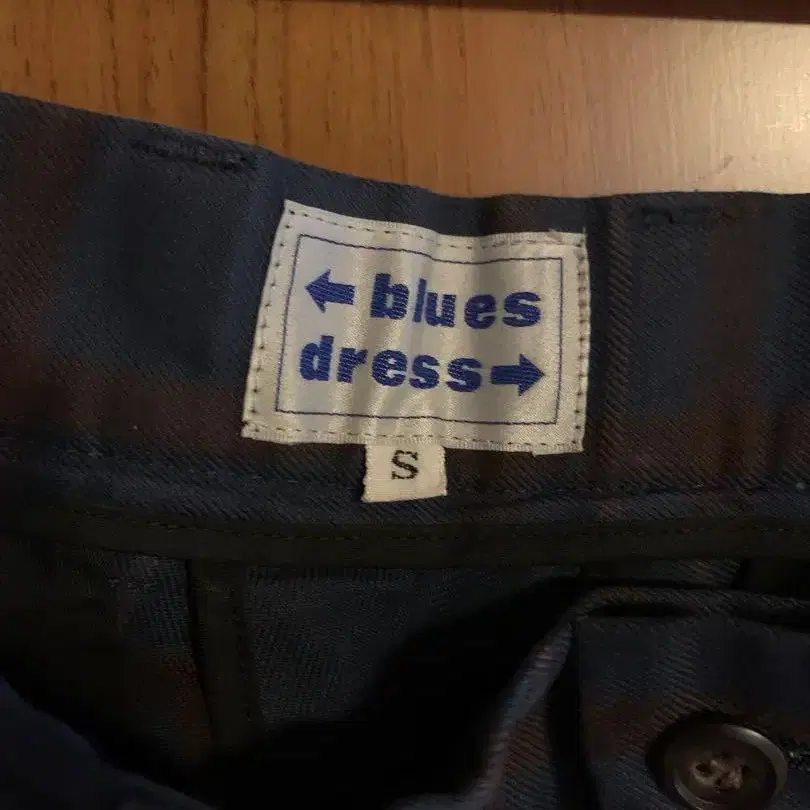 ← blues
dress →
S